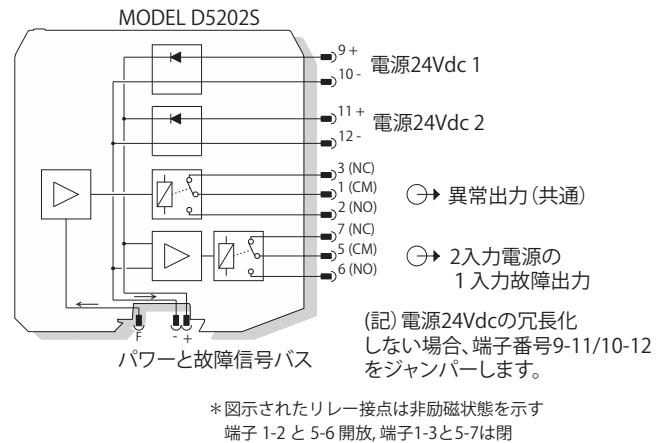 MODEL D5202S
9 +
電源24Vdc 1
10 -
11 +
電源24Vdc 2
12 -
3 (NC)
1 (CM)
異常出力(共通)
2 (NO)
7 (NC)
5 (CM)
2入力電源の
1入力故障出力
6 (NO)
F
- +
パワーと故障信号バス
(記)電源24Vdcの冗長化
しない場合、端子番号9-11/10-12
をジャンパーします。
*図示されたリレー接点は非励磁状態を示す
端子 1-2 と 5-6 開放, 端子1-3と5-7は閉